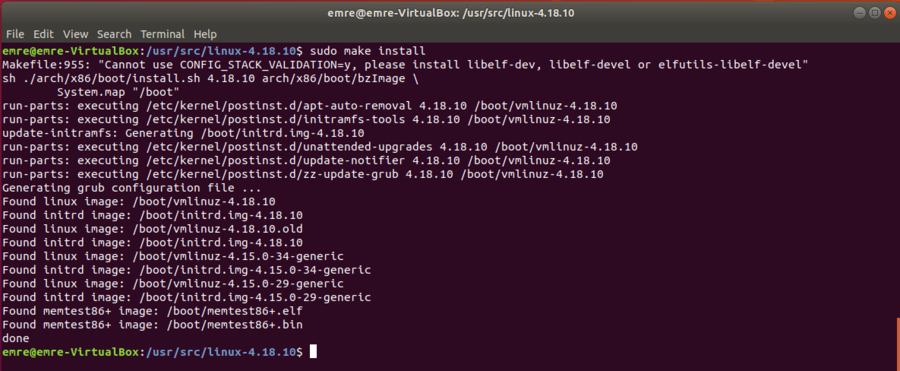 emre@emre-VirtualBox: /usr/src/linux-4.18.10
File Edit View Search Terminal Help
emre@emre-VirtualBox:/usr/src/linux-4.18.10$ sudo make install
Makefile:955: "Cannot use CONFIG_STACK_VALIDATION=y, please install libelf-dev, libelf-devel or elfutils-libelf-devel"
sh ./arch/x86/boot/install.sh 4.18.10 arch/x86/boot/bzImage \
        System.map "/boot"
run-parts: executing /etc/kernel/postinst.d/apt-auto-removal 4.18.10 /boot/vmlinuz-4.18.10
run-parts: executing /etc/kernel/postinst.d/initramfs-tools 4.18.10 /boot/vmlinuz-4.18.10
update-initramfs: Generating /boot/initrd.img-4.18.10
run-parts: executing /etc/kernel/postinst.d/unattended-upgrades 4.18.10 /boot/vmlinuz-4.18.10
run-parts: executing /etc/kernel/postinst.d/update-notifier 4.18.10 /boot/vmlinuz-4.18.10
run-parts: executing /etc/kernel/postinst.d/zz-update-grub 4.18.10 /boot/vmlinuz-4.18.10
Generating grub configuration file ...
Found linux image: /boot/vmlinuz-4.18.10
Found initrd image: /boot/initrd.img-4.18.10
Found linux image: /boot/vmlinuz-4.18.10.old
Found initrd image: /boot/initrd.img-4.18.10
Found linux image: /boot/vmlinuz-4.15.0-34-generic
Found initrd image: /boot/initrd.img-4.15.0-34-generic
Found linux image: /boot/vmlinuz-4.15.0-29-generic
Found initrd image: /boot/initrd.img-4.15.0-29-generic
Found memtest86+ image: /boot/memtest86+.elf
Found memtest86+ image: /boot/memtest86+.bin
done
emre@emre-VirtualBox:/usr/src/linux-4.18.10$